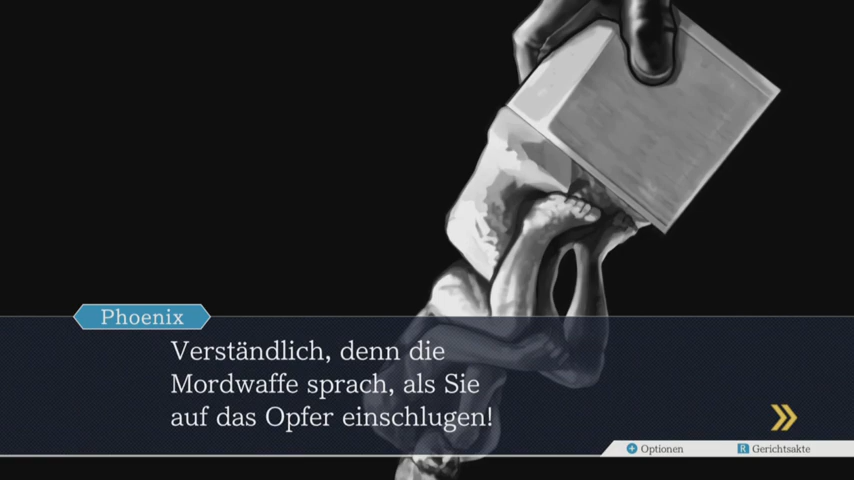 Phoenix
Verständlich, denn die
Mordwaffe sprach, als Sie
auf das Opfer einschlugen!
+ Optionen R Gerichtsakte